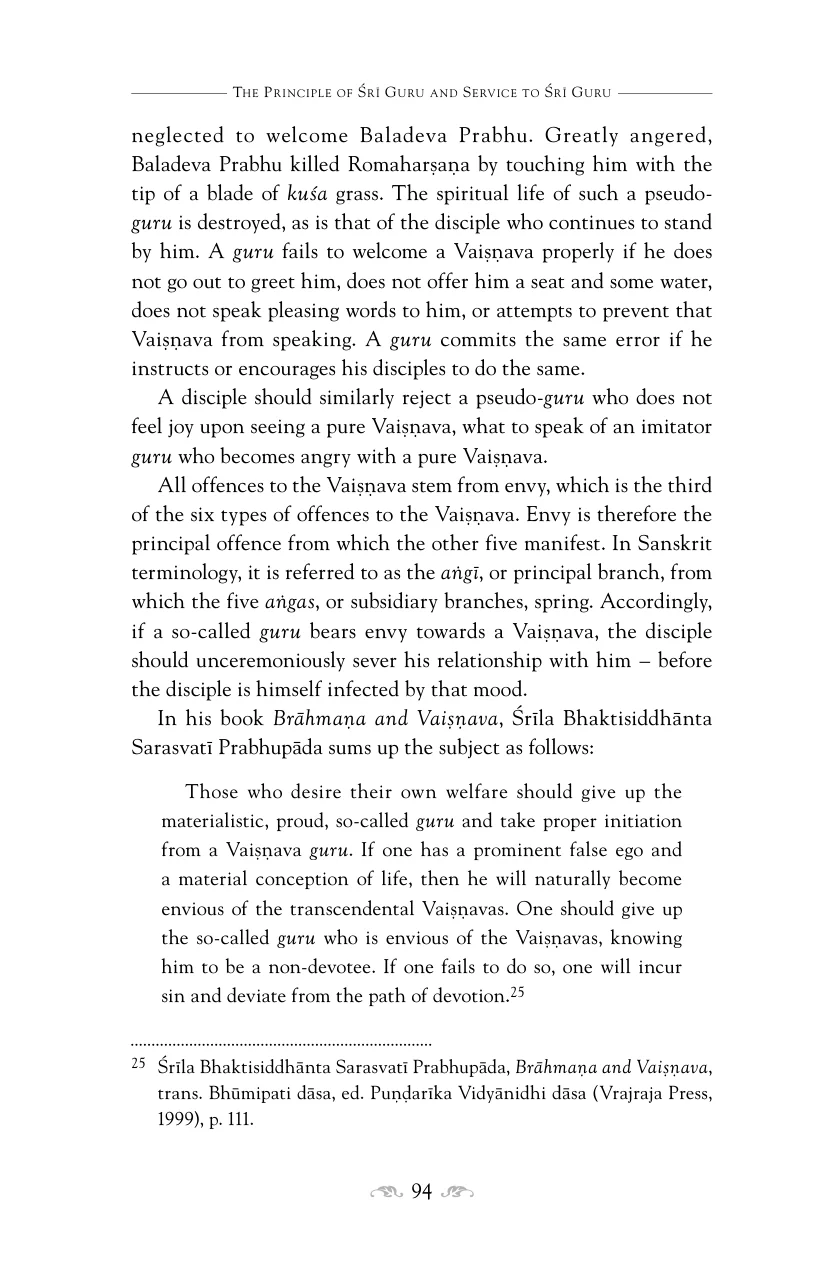 The Principle of Śrī Guru and Service to Śrī Guru
neglected to welcome Baladeva Prabhu. Greatly angered,
Baladeva Prabhu killed Romaharṣaṇa by touching him with the
tip of a blade of kuśa grass. The spiritual life of such a pseudo-
guru is destroyed, as is that of the disciple who continues to stand
by him. A guru fails to welcome a Vaiṣṇava properly if he does
not go out to greet him, does not offer him a seat and some water,
does not speak pleasing words to him, or attempts to prevent that
Vaiṣṇava from speaking. A guru commits the same error if he
instructs or encourages his disciples to do the same.
A disciple should similarly reject a pseudo-guru who does not
feel joy upon seeing a pure Vaiṣṇava, what to speak of an imitator
guru who becomes angry with a pure Vaiṣṇava.
All offences to the Vaiṣṇava stem from envy, which is the third
of the six types of offences to the Vaiṣṇava. Envy is therefore the
principal offence from which the other five manifest. In Sanskrit
terminology, it is referred to as the aṅgī, or principal branch, from
which the five aṅgas, or subsidiary branches, spring. Accordingly,
if a so-called guru bears envy towards a Vaiṣṇava, the disciple
should unceremoniously sever his relationship with him – before
the disciple is himself infected by that mood.
In his book Brāhmaṇa and Vaiṣṇava, Śrīla Bhaktisiddhānta
Sarasvatī Prabhupāda sums up the subject as follows:
Those who desire their own welfare should give up the
materialistic, proud, so-called guru and take proper initiation
from a Vaiṣṇava guru. If one has a prominent false ego and
a material conception of life, then he will naturally become
envious of the transcendental Vaiṣṇavas. One should give up
the so-called guru who is envious of the Vaiṣṇavas, knowing
him to be a non-devotee. If one fails to do so, one will incur
sin and deviate from the path of devotion.25
25 Śrīla Bhaktisiddhānta Sarasvatī Prabhupāda, Brāhmaṇa and Vaiṣṇava,
trans. Bhūmipati dāsa, ed. Puṇḍarīka Vidyānidhi dāsa (Vrajraja Press,
1999), p. 111.
94